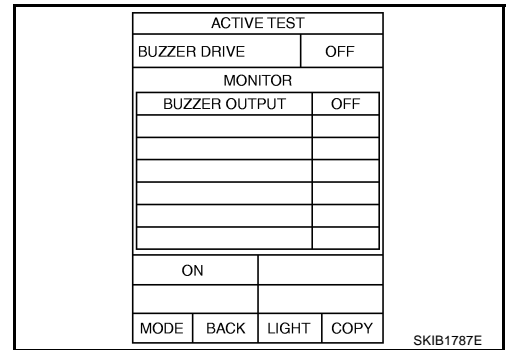 ACTIVE TEST
BUZZER DRIVE OFF
MONITOR
BUZZER OUTPUT OFF
ON
MODE BACK LIGHT COPY
SKIB1787E